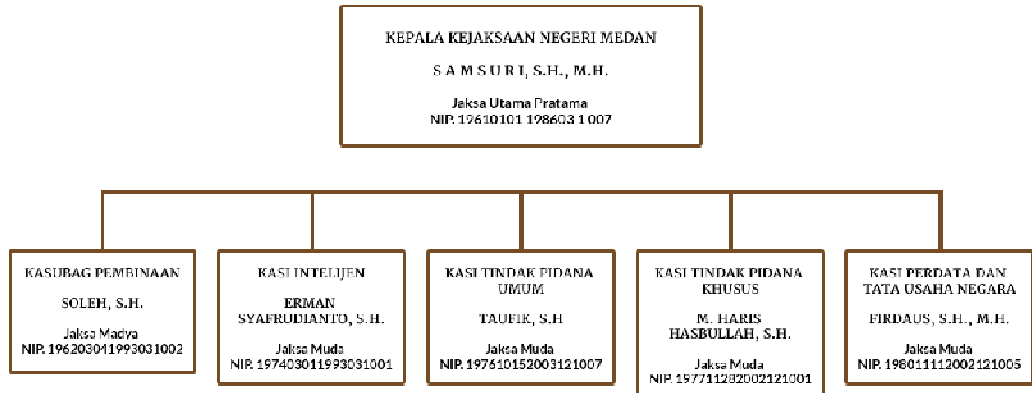 KEPALA KEJAKSAAN NEGERI MEDAN
S A M S U R I, S.H., M.H.
Jaksa Utama Pratama
NIP. 19610101 198603 1 007
KASUBAG PEMBINAAN
SOLEH, S.H.
Jaksa Madya
NIP. 196203041993031002
KASI INTELIJEN
ERMAN
SYAFRUDIANTO, S.H.
Jaksa Muda
NIP. 197403011993031001
KASI TINDAK PIDANA
UMUM
TAUFIK, S.H
Jaksa Muda
NIP. 197610152003121007
KASI TINDAK PIDANA
KHUSUS
M. HARIS
HASBULLAH, S.H.
Jaksa Muda
NIP. 197711282002121001
KASI PERDATA DAN
TATA USAHA NEGARA
FIRDAUS, S.H., M.H.
Jaksa Muda
NIP. 198011112002121005